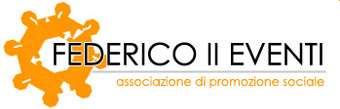 FEDERICO II EVENTI
associazione di promozione sociale